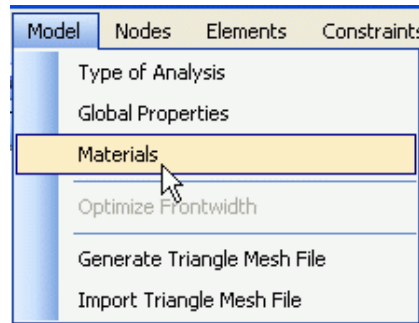 Model Nodes Elements Constraints
Type of Analysis
Global Properties
Materials
Optimize Frontwidth
Generate Triangle Mesh File
Import Triangle Mesh File